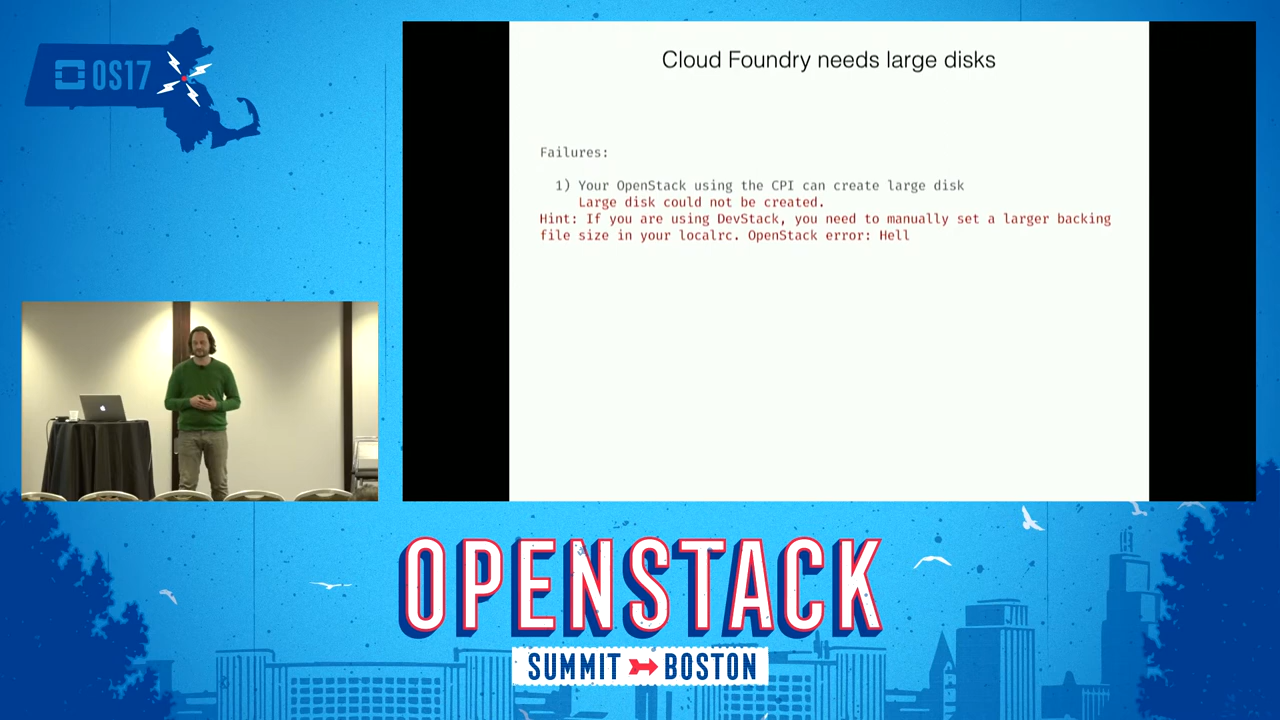 OS17
Cloud Foundry needs large disks
Failures:
1) Your OpenStack using the CPI can create large disk
Large disk could not be created.
Hint: If you are using DevStack, you need to manually set a larger backing
file size in your localrc. OpenStack error: Hell
OPENSTACK
SUMMIT BOSTON